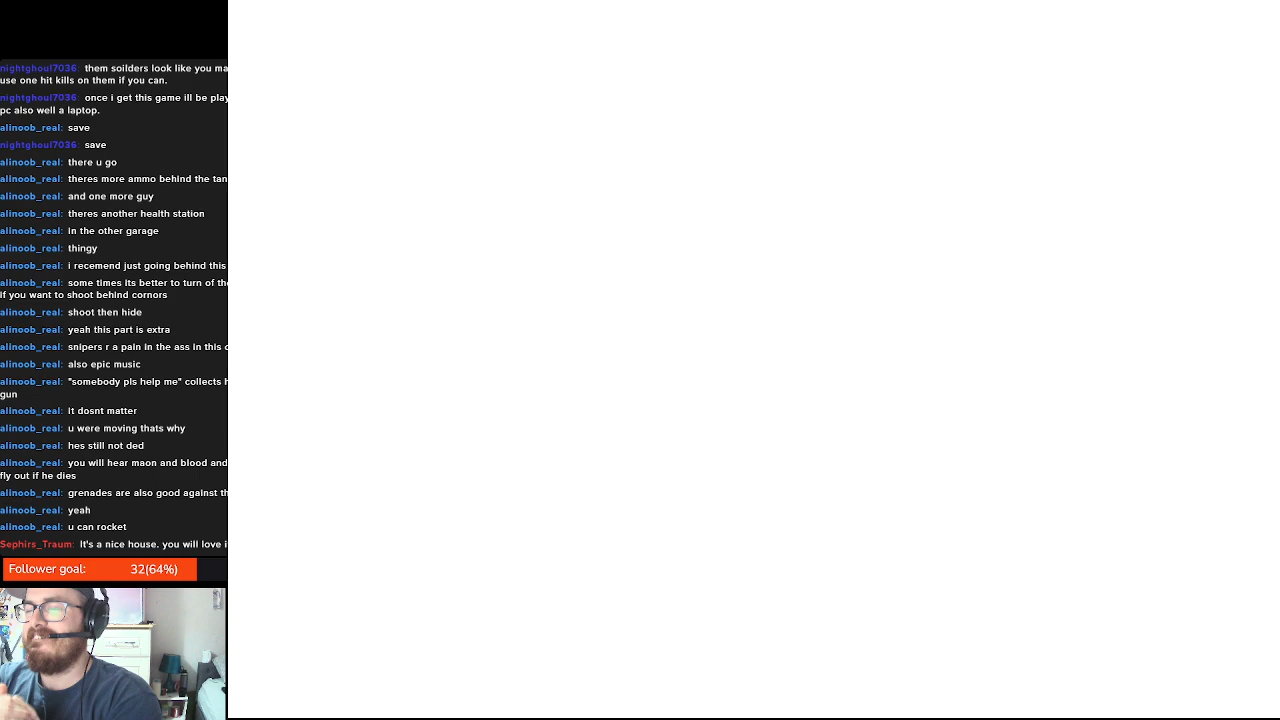 nightghoul7036: them soilders look like you ma
use one hit kills on them if you can.
nightghoul7036: once i get this game ill be play
pc also well a laptop.
alinoob_real: save
nightghoul7036: save
alinoob_real: there u go
alinoob_real: theres more ammo behind the tan
alinoob_real: and one more guy
alinoob_real: theres another health station
alinoob_real: In the other garage
alinoob_real: thingy
alinoob_real: i recemend just going behind this
alinoob_real: some times its better to turn of the
if you want to shoot behind cornors
alinoob_real: shoot then hide
alinoob_real: yeah this part is extra
alinoob_real: snipers r a pain in the ass in this
alinoob_real: also epic music
alinoob_real: "somebody pls help me" collects
gun
alinoob_real: it dosnt matter
alinoob_real: u were moving thats why
alinoob_real: hes still not ded
alinoob_real: you will hear maon and blood and
fly out if he dies
alinoob_real: grenades are also good against th
alinoob_real: yeah
alinoob_real: u can rocket
Sephirs_Traum: It's a nice house. you will love i
Follower goal: 32(64%)